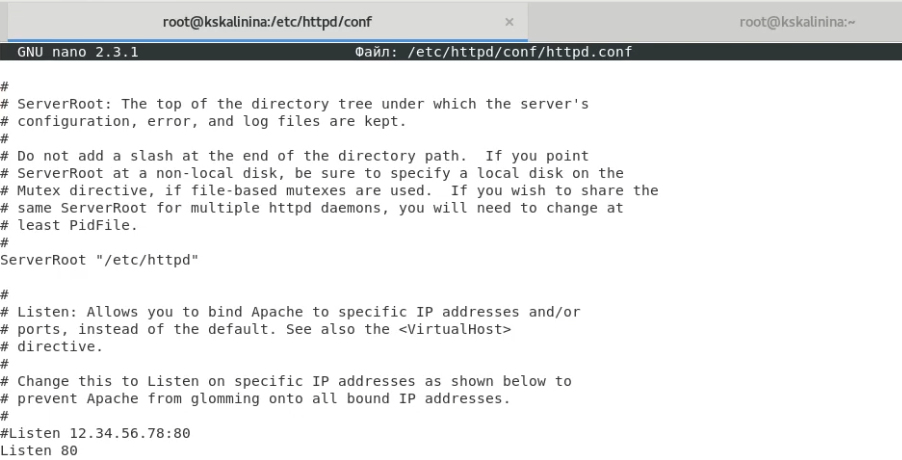 root@kskalinina:/etc/httpd/conf × root@kskalinina:~
GNU nano 2.3.1 Файл: /etc/httpd/conf/httpd.conf
#
# ServerRoot: The top of the directory tree under which the server's
# configuration, error, and log files are kept.
#
# Do not add a slash at the end of the directory path.  If you point
# ServerRoot at a non-local disk, be sure to specify a local disk on the
# Mutex directive, if file-based mutexes are used.  If you wish to share the
# same ServerRoot for multiple httpd daemons, you will need to change at
# least PidFile.
#
ServerRoot "/etc/httpd"
#
# Listen: Allows you to bind Apache to specific IP addresses and/or
# ports, instead of the default. See also the <VirtualHost>
# directive.
#
# Change this to Listen on specific IP addresses as shown below to
# prevent Apache from glomming onto all bound IP addresses.
#
#Listen 12.34.56.78:80
Listen 80